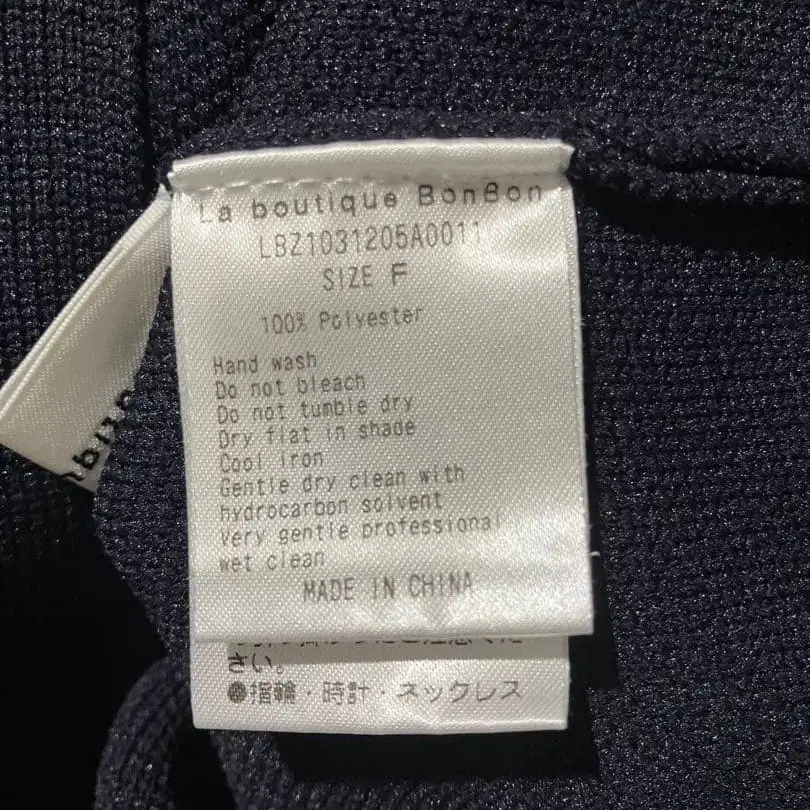 La boutique BonBon
LBZ1031205A0011
SIZE F
100% Polyester
Hand wash
Do not bleach
Do not tumble dry
Dry flat in shade
Cool iron
Gentle dry clean with
hydrocarbon solvent
very gentle professional
wet clean
MADE IN CHINA
さい。
●指輪・時計・ネックレス